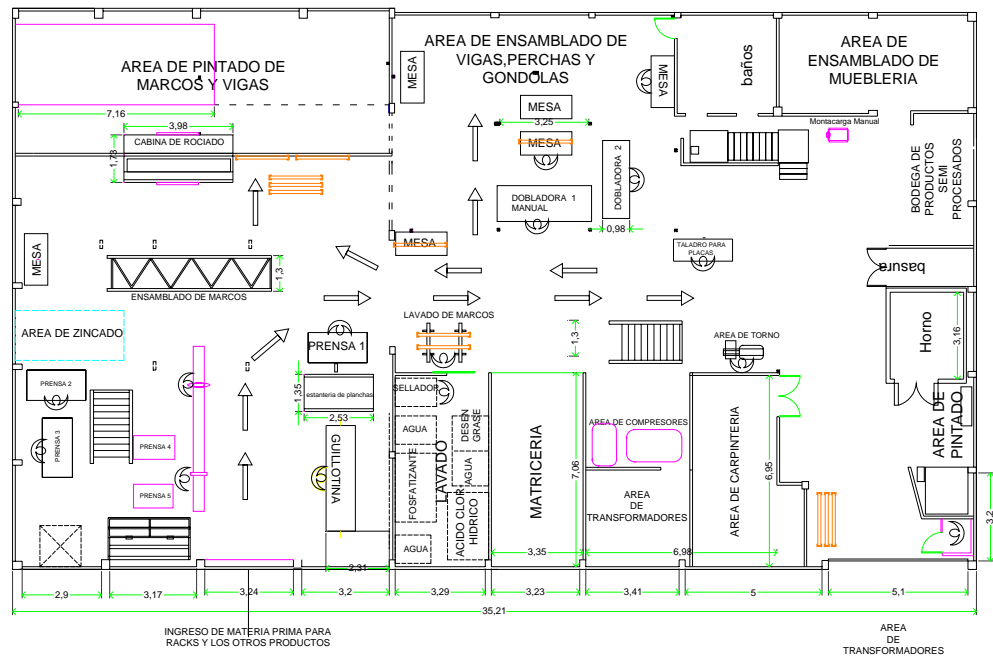 AREA DE PINTADO DE
MARCOS Y VIGAS
7,16
3,98
CABINA DE ROCIADO
1,73
MESA
AREA DE ENSAMBLADO DE
VIGAS,PERCHAS Y
GONDOLAS
MESA
3,25
MESA
MESA
baños
AREA DE
ENSAMBLADO DE
MUEBLERIA
Montacarga Manual
BODEGA DE
PRODUCTOS
SEMI
PROCESADOS
DOBLADORA 1
MANUAL
DOBLADORA 2
0,98
TALADRO PARA
PLACAS
MESA
MESA
1,3
ENSAMBLADO DE MARCOS
basura
AREA DE ZINCADO
LAVADO DE MARCOS
1,3
AREA DE TORNO
Horno
3,16
PRENSA 1
PRENSA 2
PRENSA 3
PRENSA 4
PRENSA 5
1,35
estanteria de planchas
2,53
GUILLOTINA
2,31
SELLADOR
AGUA
FOSFATIZANTE
AGUA
LAVADO
DESEN
GRASE
AGUA
ACIDO CLOR
HIDRICO
MATRICERIA
7,06
3,35
AREA DE COMPRESORES
AREA
DE
TRANSFORMADORES
6,98
AREA DE CARPINTERIA
6,95
AREA DE
PINTADO
3,2
2,9
3,17
3,24
3,2
3,29
3,23
3,41
5
5,1
35,21
INGRESO DE MATERIA PRIMA PARA
RACKS Y LOS OTROS PRODUCTOS
AREA
DE
TRANSFORMADORES